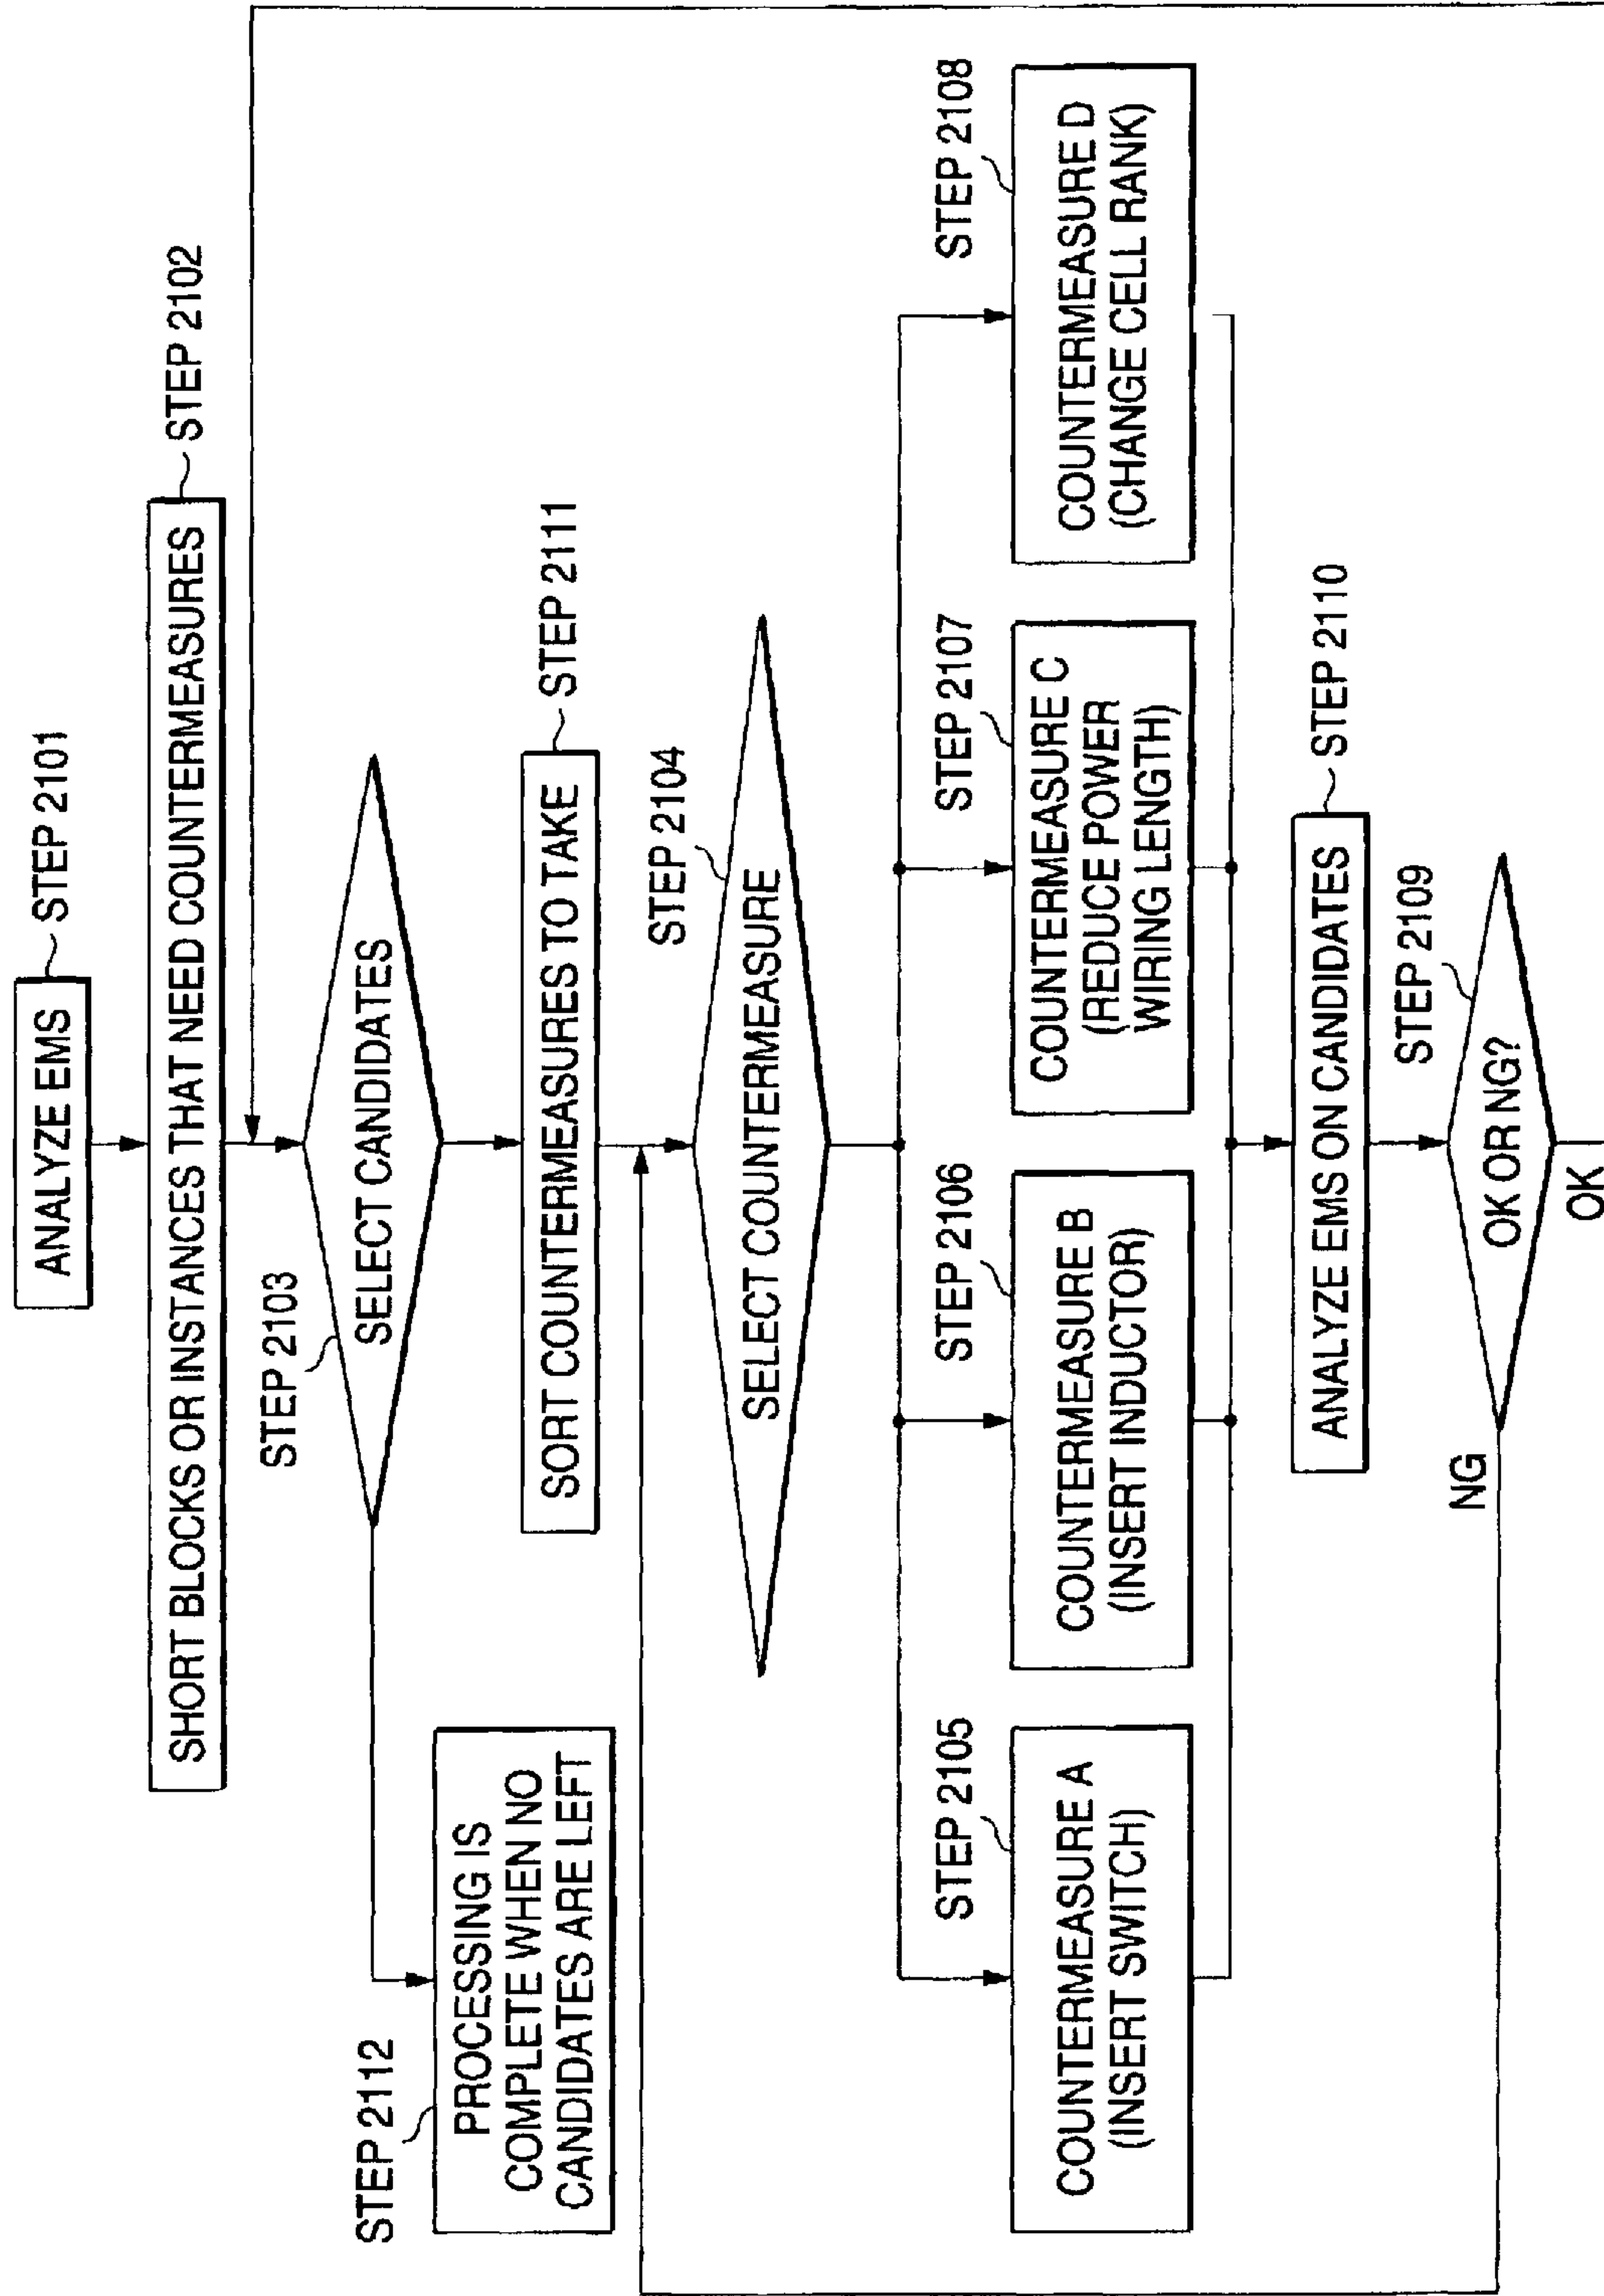 ANALYZE EMS
STEP 2101
SHORT BLOCKS OR INSTANCES THAT NEED COUNTERMEASURES
STEP 2102
STEP 2103
SELECT CANDIDATES
STEP 2112
PROCESSING IS
COMPLETE WHEN NO
CANDIDATES ARE LEFT
SORT COUNTERMEASURES TO TAKE
STEP 2111
STEP 2104
SELECT COUNTERMEASURE
STEP 2105
COUNTERMEASURE A
(INSERT SWITCH)
STEP 2106
COUNTERMEASURE B
(INSERT INDUCTOR)
STEP 2107
COUNTERMEASURE C
(REDUCE POWER
WIRING LENGTH)
STEP 2108
COUNTERMEASURE D
(CHANGE CELL RANK)
ANALYZE EMS ON CANDIDATES
STEP 2110
STEP 2109
OK OR NG?
NG
OK